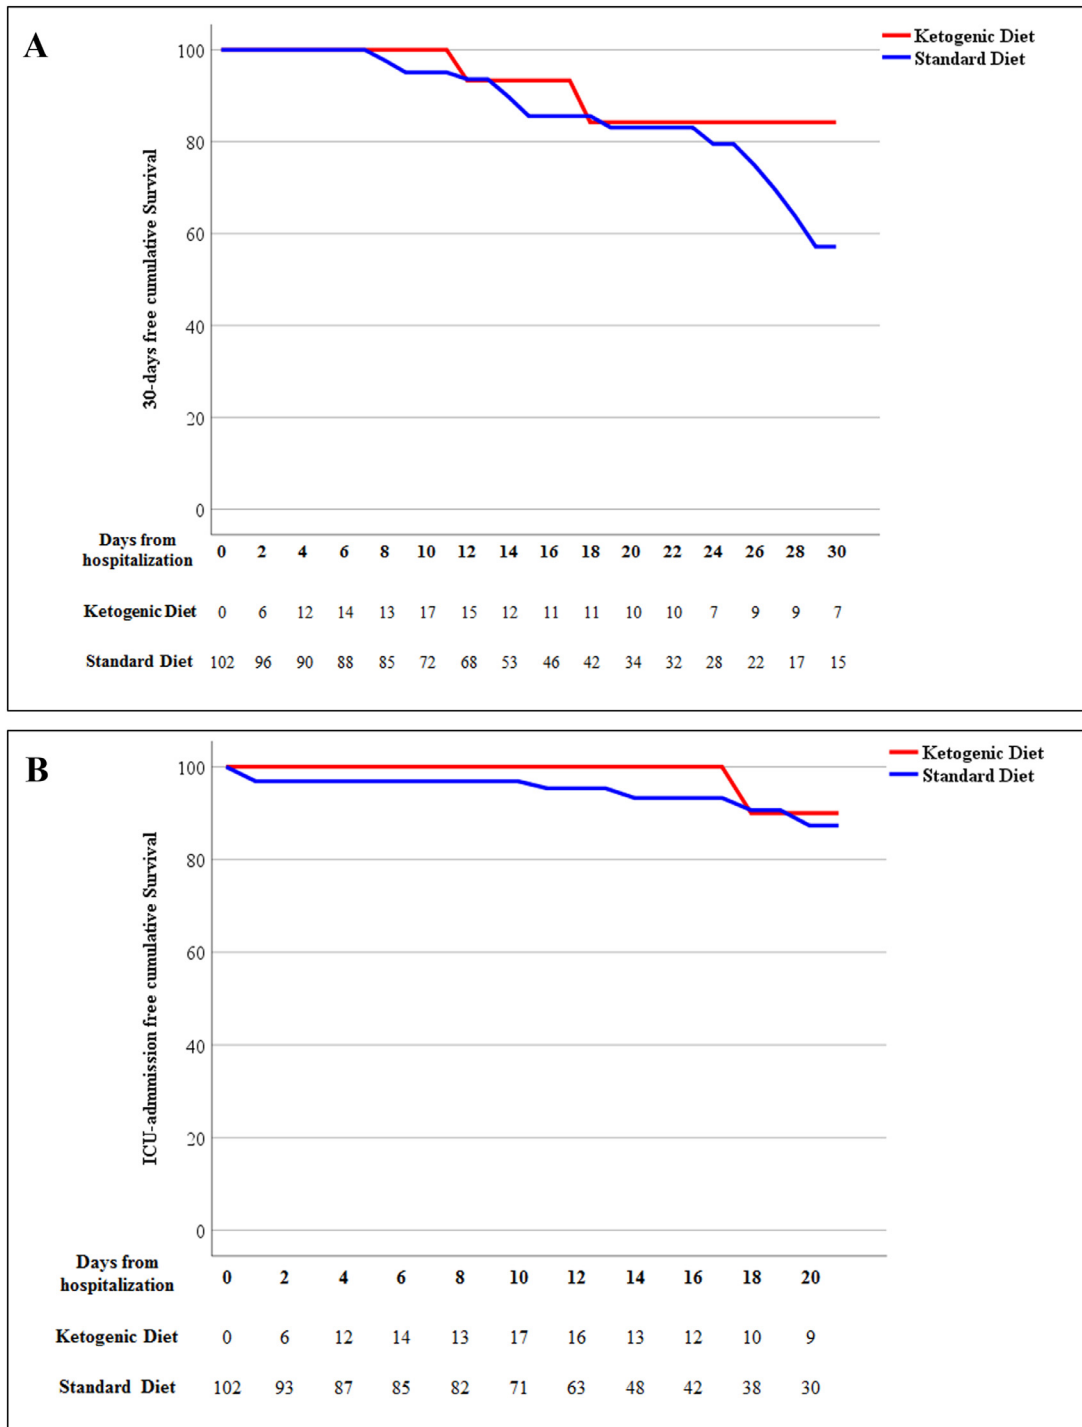 A
Ketogenic Diet
Standard Diet
30-days free cumulative Survival
100
80
60
40
20
0
Days from
hospitalization
0 2 4 6 8 10 12 14 16 18 20 22 24 26 28 30
Ketogenic Diet 0 6 12 14 13 17 15 12 11 11 10 10 7 9 9 7
Standard Diet 102 96 90 88 85 72 68 53 46 42 34 32 28 22 17 15
B
Ketogenic Diet
Standard Diet
ICU-admission free cumulative Survival
100
80
60
40
20
0
Days from
hospitalization
0 2 4 6 8 10 12 14 16 18 20
Ketogenic Diet 0 6 12 14 13 17 16 13 12 10 9
Standard Diet 102 93 87 85 82 71 63 48 42 38 30